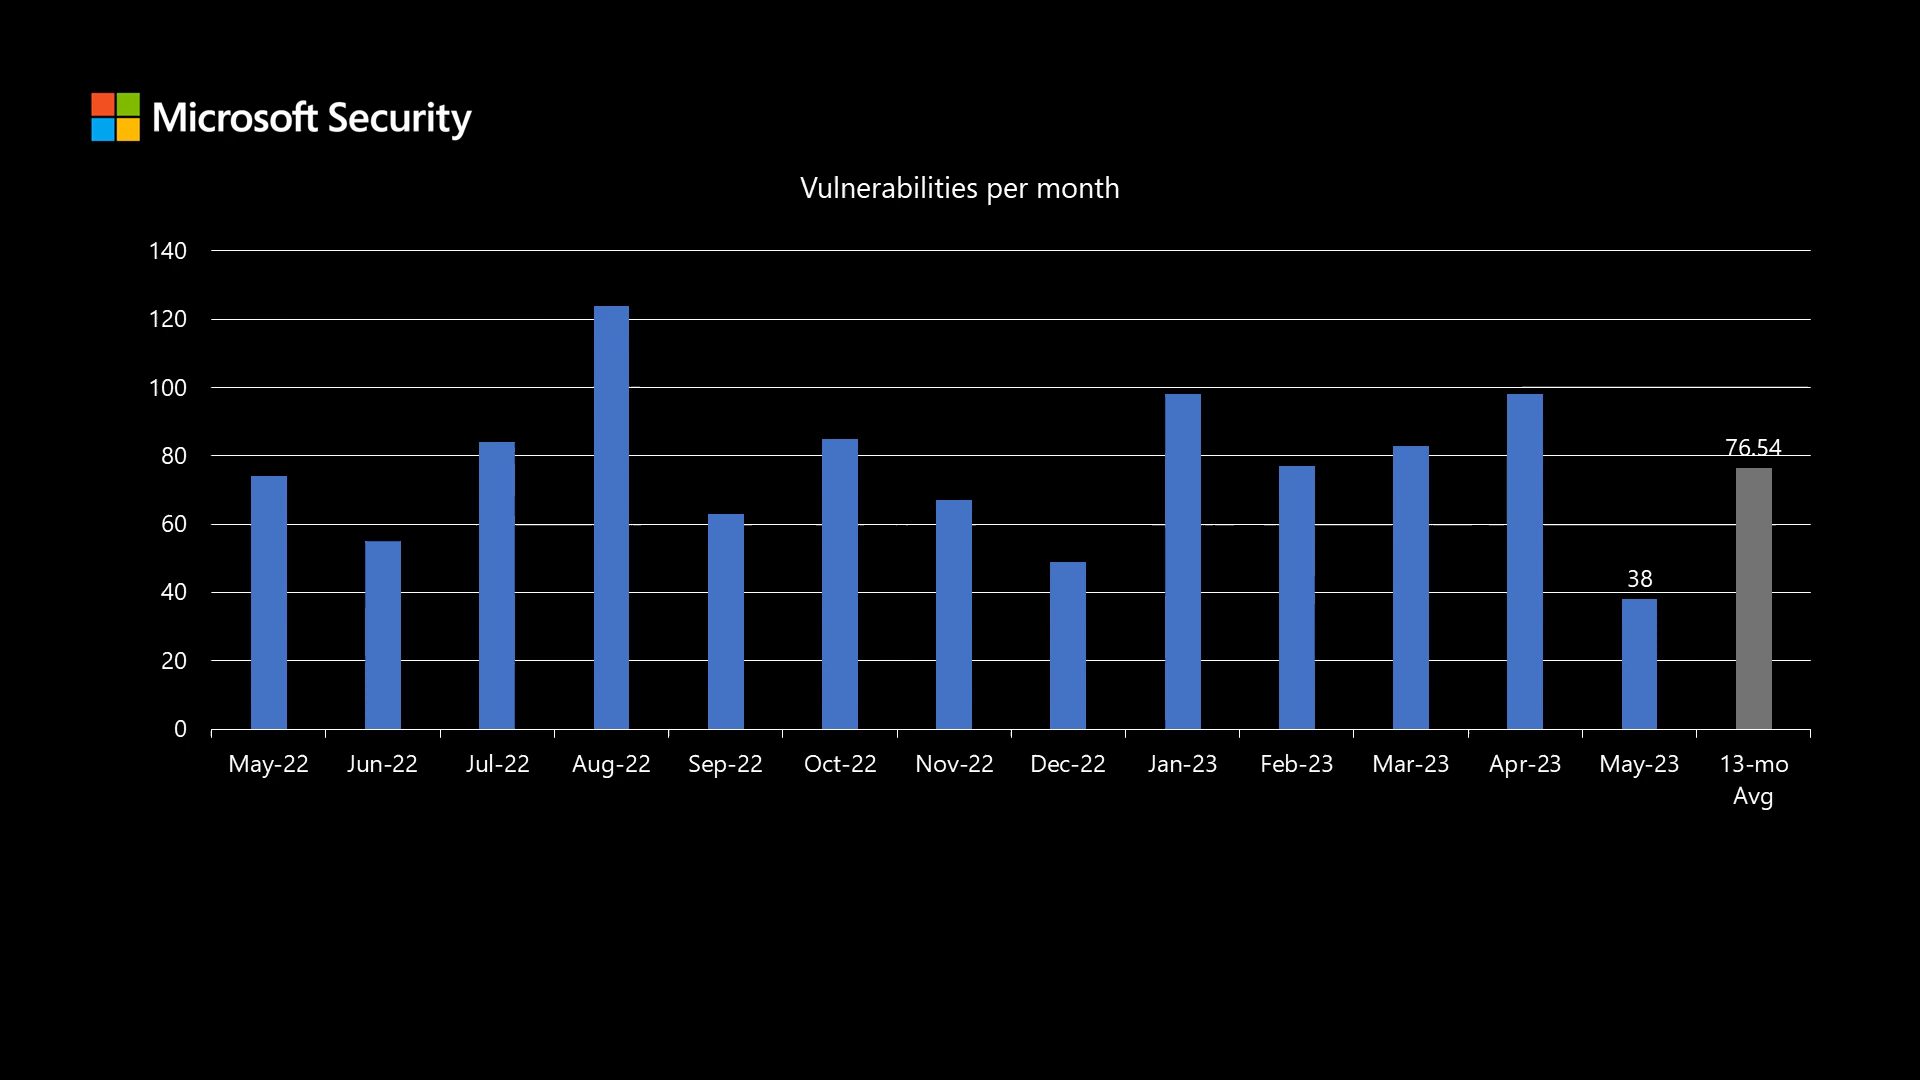 Microsoft Security
Vulnerabilities per month
140
120
100
80
60
40
20
0
76.54
38
May-22 Jun-22 Jul-22 Aug-22 Sep-22 Oct-22 Nov-22 Dec-22 Jan-23 Feb-23 Mar-23 Apr-23 May-23 13-mo
Avg